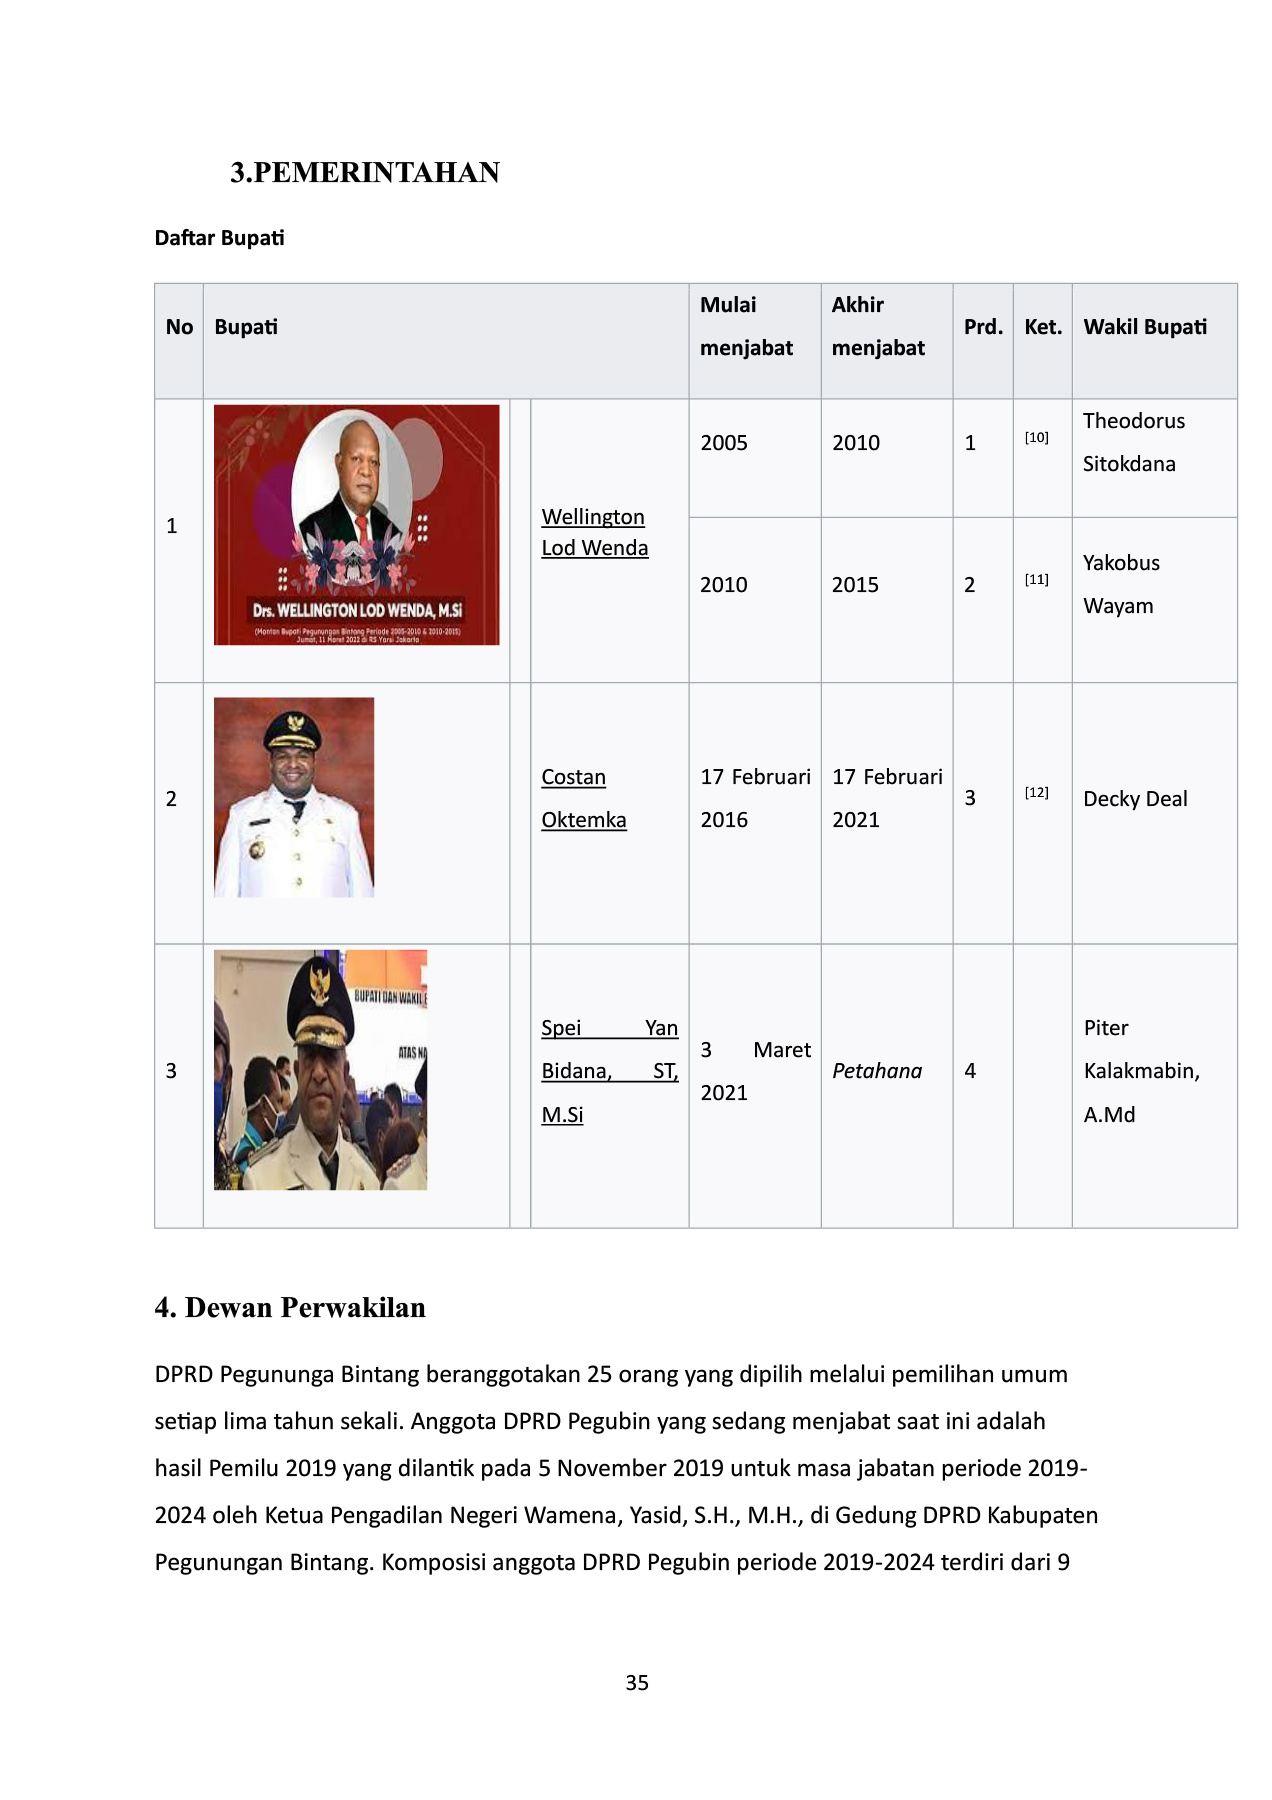 3.PEMERINTAHAN
Daftar Bupati
No Bupati Mulai menjabat Akhir menjabat Prd. Ket. Wakil Bupati
1
Drs. WELLINGTON LOD WENDA, M.Si
(Mantan Bupati Pegunungan Bintang Periode 2005-2010 & 2010-2015)
Jumat, 11 Maret 2022 di RS Yarsi Jakarta
Wellington
Lod Wenda
2005 2010 1 [10] Theodorus
Sitokdana
2010 2015 2 [11] Yakobus
Wayam
2
Costan
Oktemka
17 Februari
2016
17 Februari
2021
3 [12] Decky Deal
3
BUPATI DAN WAKIL
ATAS NA
Spei Yan
Bidana, ST,
M.Si
3 Maret
2021
Petahana 4
Piter
Kalakmabin,
A.Md
4. Dewan Perwakilan
DPRD Pegununga Bintang beranggotakan 25 orang yang dipilih melalui pemilihan umum
setiap lima tahun sekali. Anggota DPRD Pegubin yang sedang menjabat saat ini adalah
hasil Pemilu 2019 yang dilantik pada 5 November 2019 untuk masa jabatan periode 2019-
2024 oleh Ketua Pengadilan Negeri Wamena, Yasid, S.H., M.H., di Gedung DPRD Kabupaten
Pegunungan Bintang. Komposisi anggota DPRD Pegubin periode 2019-2024 terdiri dari 9
35